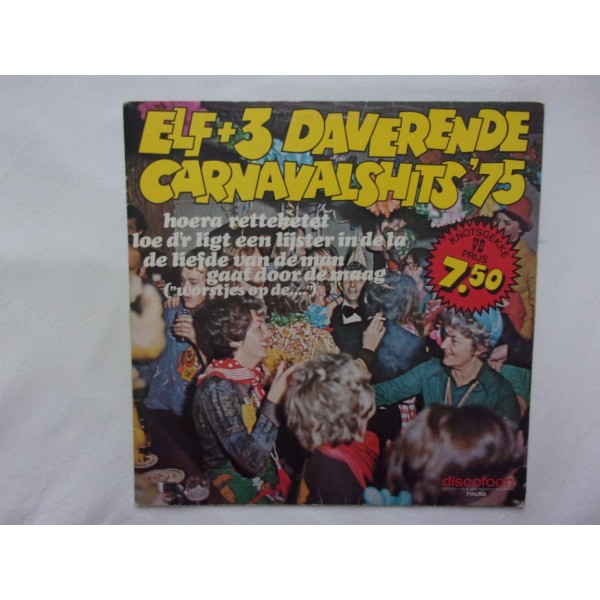 ELF+3 DAVERENDE
CARNAVALSHITS '75
hoera retteketet
loe d'r ligt een lijster in de la
de liefde van de man
gaat door de maag
("worstjes op de....")
KNOTSGEKKE
VD
PRIJS
7.50
discofoon